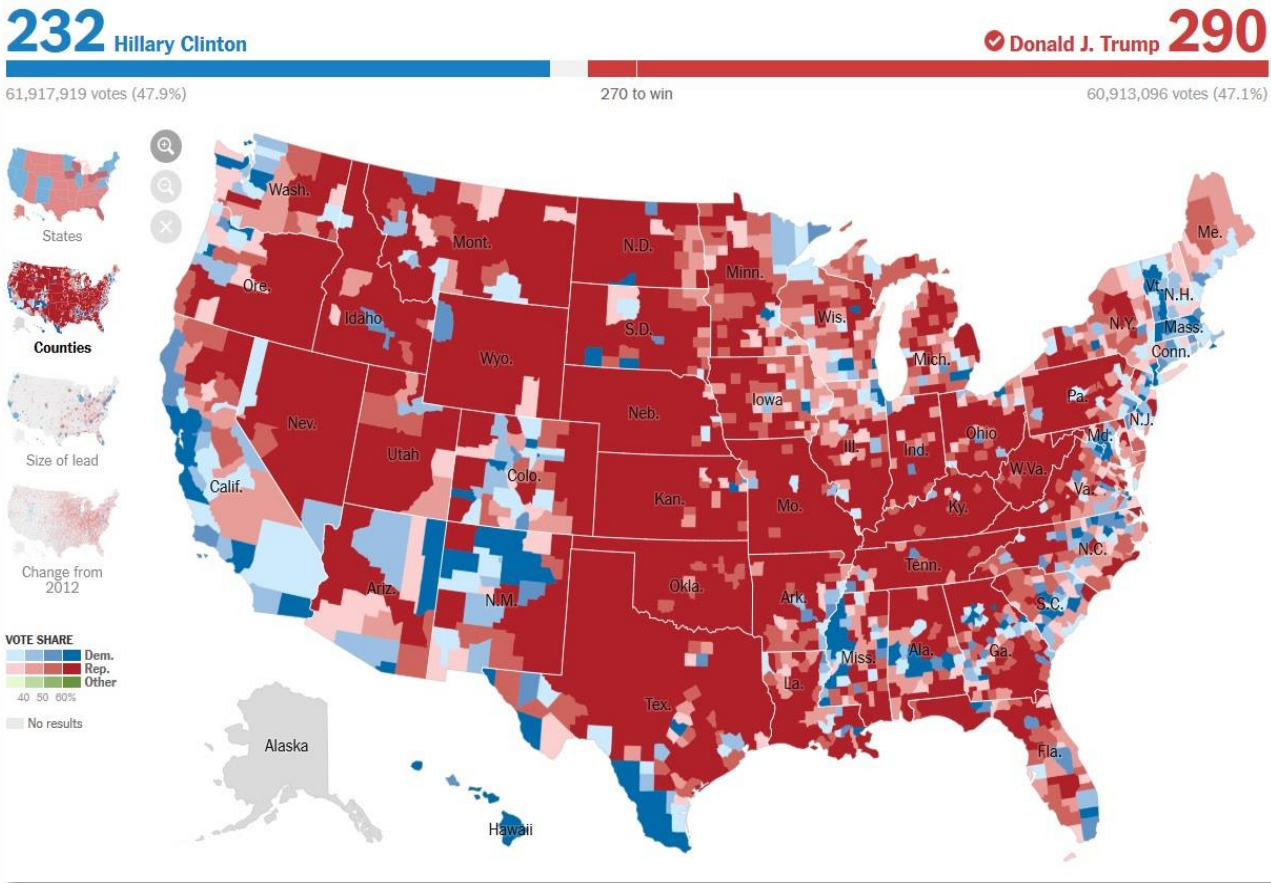 232 Hillary Clinton
Donald J. Trump 290
61,917,919 votes (47.9%)
270 to win
60,913,096 votes (47.1%)
States
Counties
Size of lead
Change from
2012
VOTE SHARE
Dem.
Rep.
Other
40 50 60%
No results
Wash.
Mont.
N.D.
Minn.
Me.
Ore.
Idaho
S.D.
Wis.
Vt.
N.H.
N.Y.
Mass.
Wyo.
Mich.
Conn.
Nev.
Neb.
Iowa
Pa.
N.J.
Utah
Colo.
Ill.
Ind.
Ohio
Md.
Calif.
Kan.
Mo.
Ky.
W.Va.
Va.
Ariz.
N.M.
Okla.
Ark.
Tenn.
N.C.
S.C.
Tex.
La.
Miss.
Ala.
Ga.
Fla.
Alaska
Hawaii